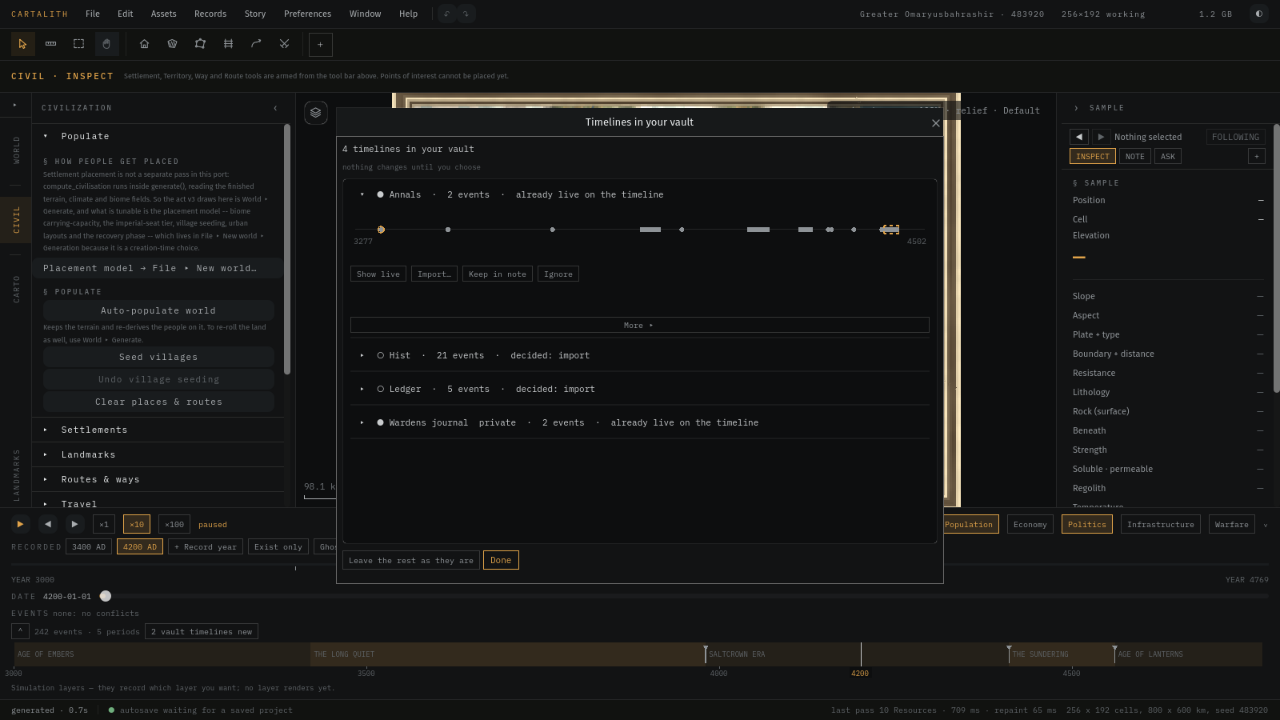 CARTALITH File Edit Assets Records Story Preferences Window Help Greater Omaryusbahrashir · 483920 256×192 working 1.2 GB
CIVIL · INSPECT Settlement, Territory, Way and Route tools are armed from the tool bar above. Points of interest cannot be placed yet.
WORLD
CIVIL
CARTO
LANDMARKS
CIVILIZATION
Populate
§ HOW PEOPLE GET PLACED
Settlement placement is not a separate pass in this port:
compute_civilisation runs inside generate(), reading the finished
terrain, climate and biome fields. So the act v3 draws here is World •
Generate, and what is tunable is the placement model — biome
carrying-capacity, the imperial-seat tier, village seeding, urban
layouts and the recovery phase — which lives in File • New world •
Generation because it is a creation-time choice.
Placement model → File • New world…
§ POPULATE
Auto-populate world
Keeps the terrain and re-derives the people on it. To re-roll the land
as well, use World • Generate.
Seed villages
Undo village seeding
Clear places & routes
Settlements
Landmarks
Routes & ways
Travel
relief · Default
98.1 k
Timelines in your vault
4 timelines in your vault
nothing changes until you choose
Annals · 2 events · already live on the timeline
3277 4502
Show live Import… Keep in note Ignore
More
Hist · 21 events · decided: import
Ledger · 5 events · decided: import
Wardens journal private · 2 events · already live on the timeline
Leave the rest as they are Done
SAMPLE
Nothing selected FOLLOWING
INSPECT NOTE ASK +
§ SAMPLE
Position —
Cell —
Elevation
—
Slope —
Aspect —
Plate + type —
Boundary + distance —
Resistance —
Lithology —
Rock (surface) —
Beneath —
Strength —
Soluble · permeable —
Regolith —
×1 ×10 ×100 paused Population Economy Politics Infrastructure Warfare
RECORDED 3400 AD 4200 AD + Record year Exist only Ghos
YEAR 3000 YEAR 4769
DATE 4200-01-01
EVENTS none: no conflicts
^ 242 events · 5 periods 2 vault timelines new
AGE OF EMBERS THE LONG QUIET SALTCROWN ERA THE SUNDERING AGE OF LANTERNS
3000 3500 4000 4200 4500
Simulation layers — they record which layer you want; no layer renders yet.
generated · 0.7s autosave waiting for a saved project last pass 10 Resources · 709 ms · repaint 65 ms 256 x 192 cells, 800 x 600 km, seed 483920